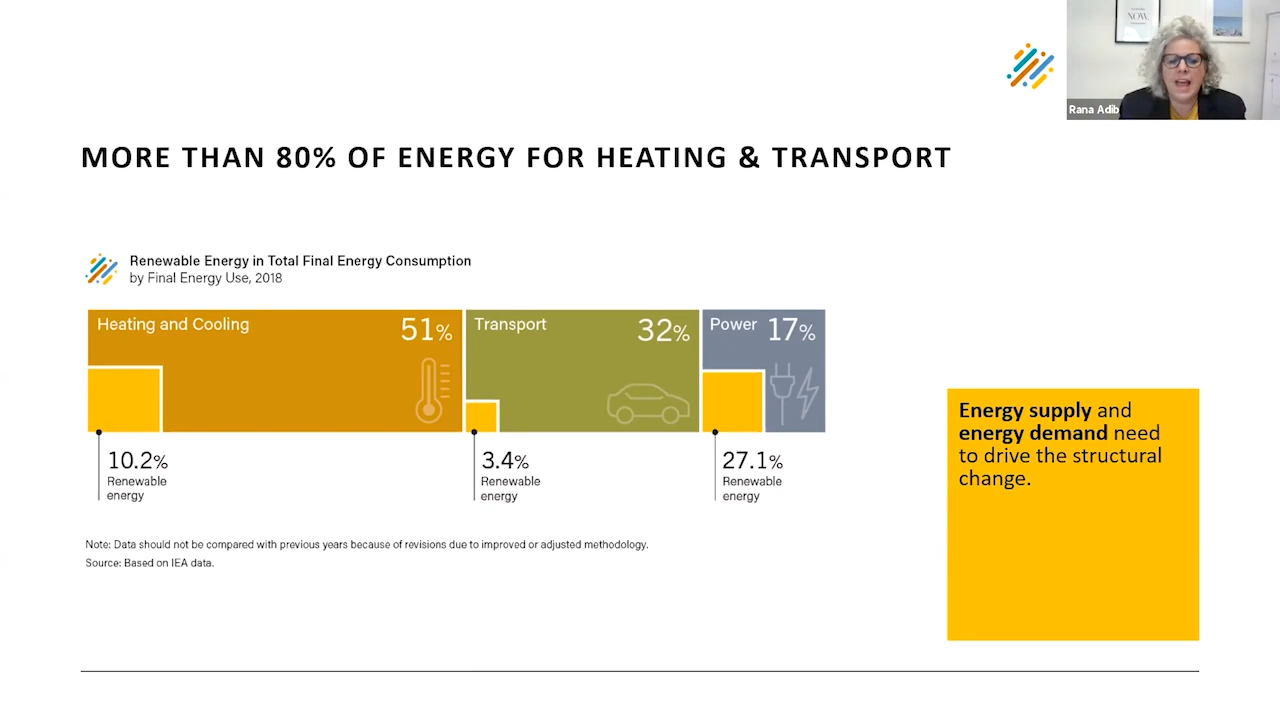 NOW.
Rana Adib
MORE THAN 80% OF ENERGY FOR HEATING & TRANSPORT
Renewable Energy in Total Final Energy Consumption
by Final Energy Use, 2018
Heating and Cooling 51%
Transport 32%
Power 17%
10.2%
Renewable
energy
3.4%
Renewable
energy
27.1%
Renewable
energy
Energy supply and
energy demand need
to drive the structural
change.
Note: Data should not be compared with previous years because of revisions due to improved or adjusted methodology.
Source: Based on IEA data.